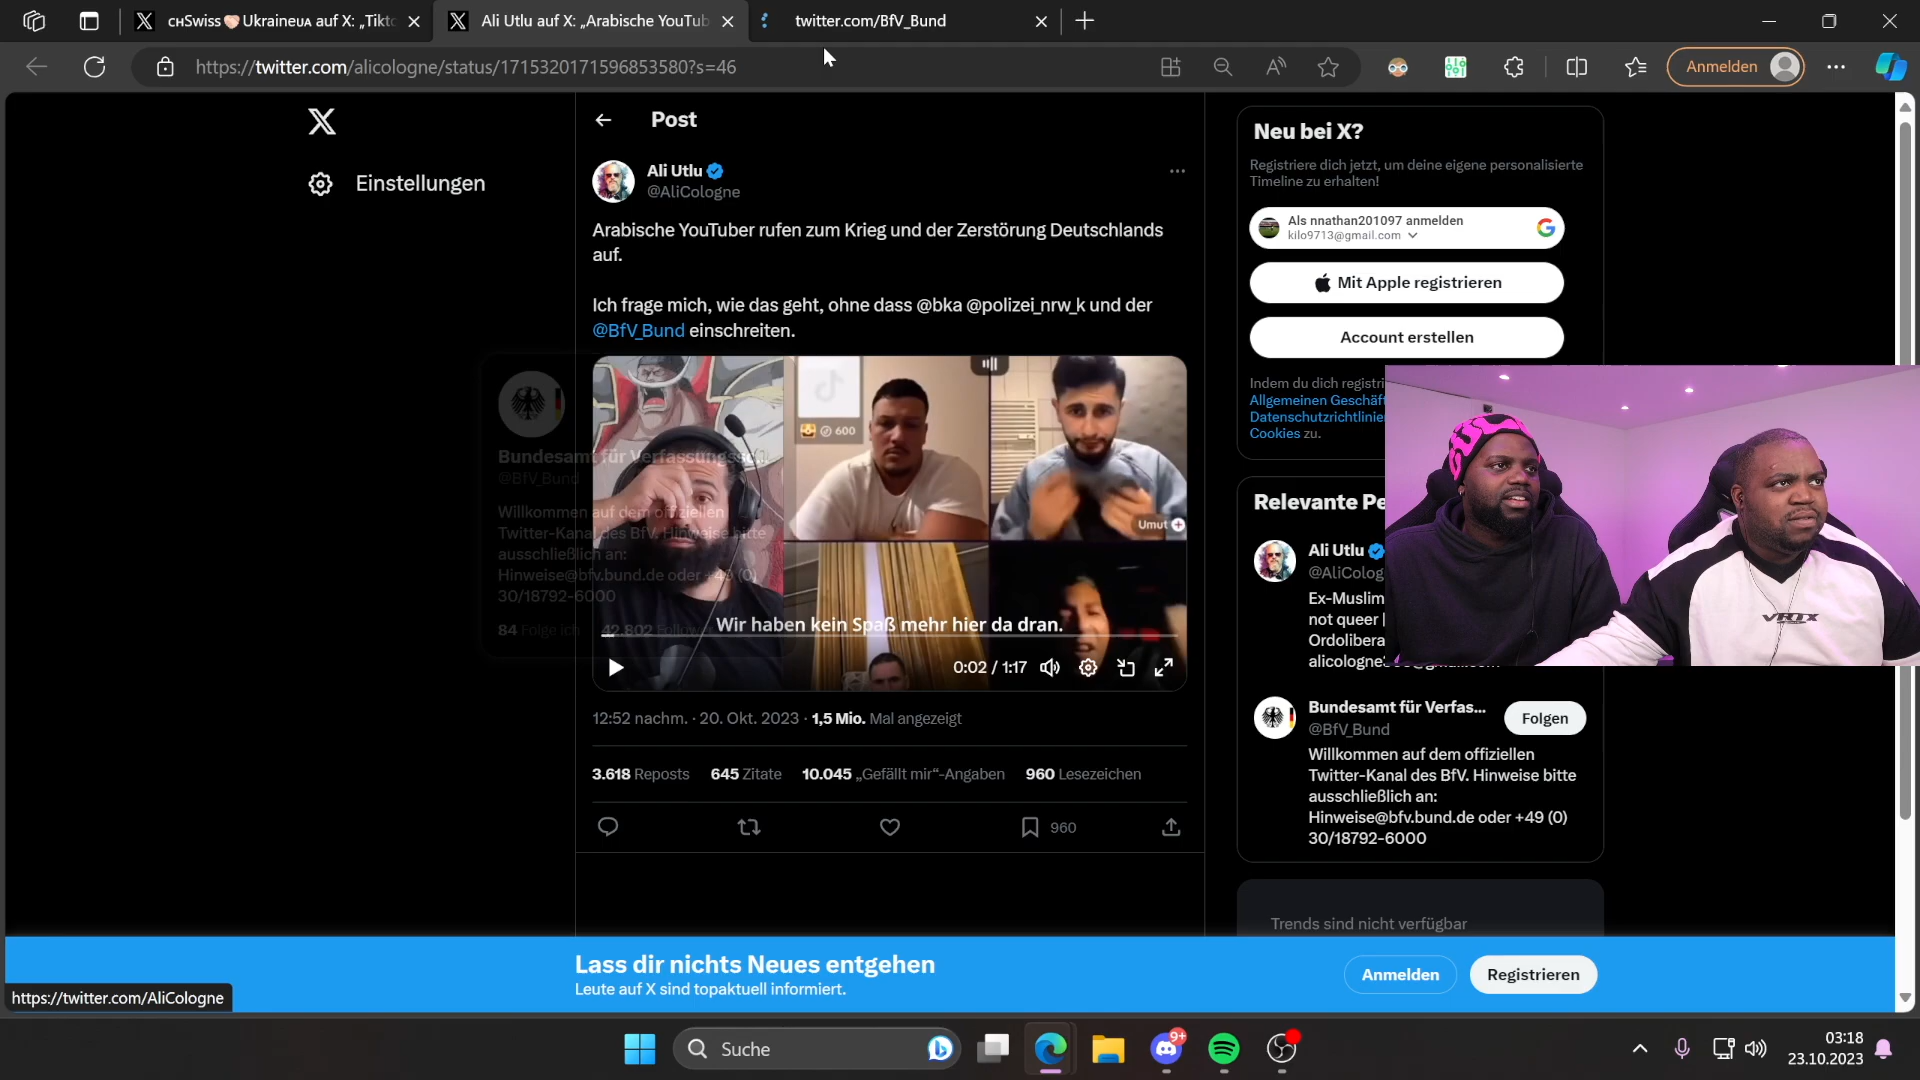 cнSwiss🤝Ukraineuᴀ auf X: „Tiktc
Ali Utlu auf X: „Arabische YouTub
twitter.com/BfV_Bund
https://twitter.com/alicologne/status/1715320171596853580?s=46
Anmelden
Einstellungen
Post
Ali Utlu
@AliCologne
Arabische YouTuber rufen zum Krieg und der Zerstörung Deutschlands
auf.
Ich frage mich, wie das geht, ohne dass @bka @polizei_nrw_k und der
@BfV_Bund einschreiten.
Bundesamt für Verfassungssc
@BfV_Bund
Willkommen auf dem offiziellen
Twitter-Kanal des BfV. Hinweise bitte
ausschließlich an:
Hinweise@bfv.bund.de oder +49 (0)
30/18792-6000
84 Folge ich 42.802 Follower
600
Umut
Wir haben kein Spaß mehr hier da dran.
0:02 / 1:17
12:52 nachm. · 20. Okt. 2023 · 1,5 Mio. Mal angezeigt
3.618 Reposts 645 Zitate 10.045 „Gefällt mir“-Angaben 960 Lesezeichen
960
Neu bei X?
Registriere dich jetzt, um deine eigene personalisierte
Timeline zu erhalten!
Als nnathan201097 anmelden
kilo9713@gmail.com
Mit Apple registrieren
Account erstellen
Indem du dich registri
Allgemeinen Geschäft
Datenschutzrichtlinie
Cookies zu.
Relevante Pe
Ali Utlu
@AliColog
Ex-Muslim
not queer |
Ordolibera
Bundesamt für Verfas...
@BfV_Bund
Folgen
Willkommen auf dem offiziellen
Twitter-Kanal des BfV. Hinweise bitte
ausschließlich an:
Hinweise@bfv.bund.de oder +49 (0)
30/18792-6000
VRTX
Trends sind nicht verfügbar
Lass dir nichts Neues entgehen
Leute auf X sind topaktuell informiert.
Anmelden
Registrieren
https://twitter.com/AliCologne
Suche
9+
03:18
23.10.2023